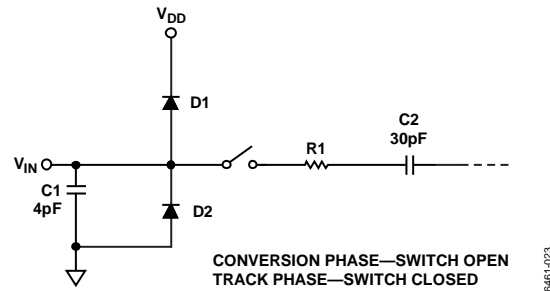 VDD
D1
C2
30pF
R1
VIN
C1
4pF
D2
CONVERSION PHASE—SWITCH OPEN
TRACK PHASE—SWITCH CLOSED
6461-023